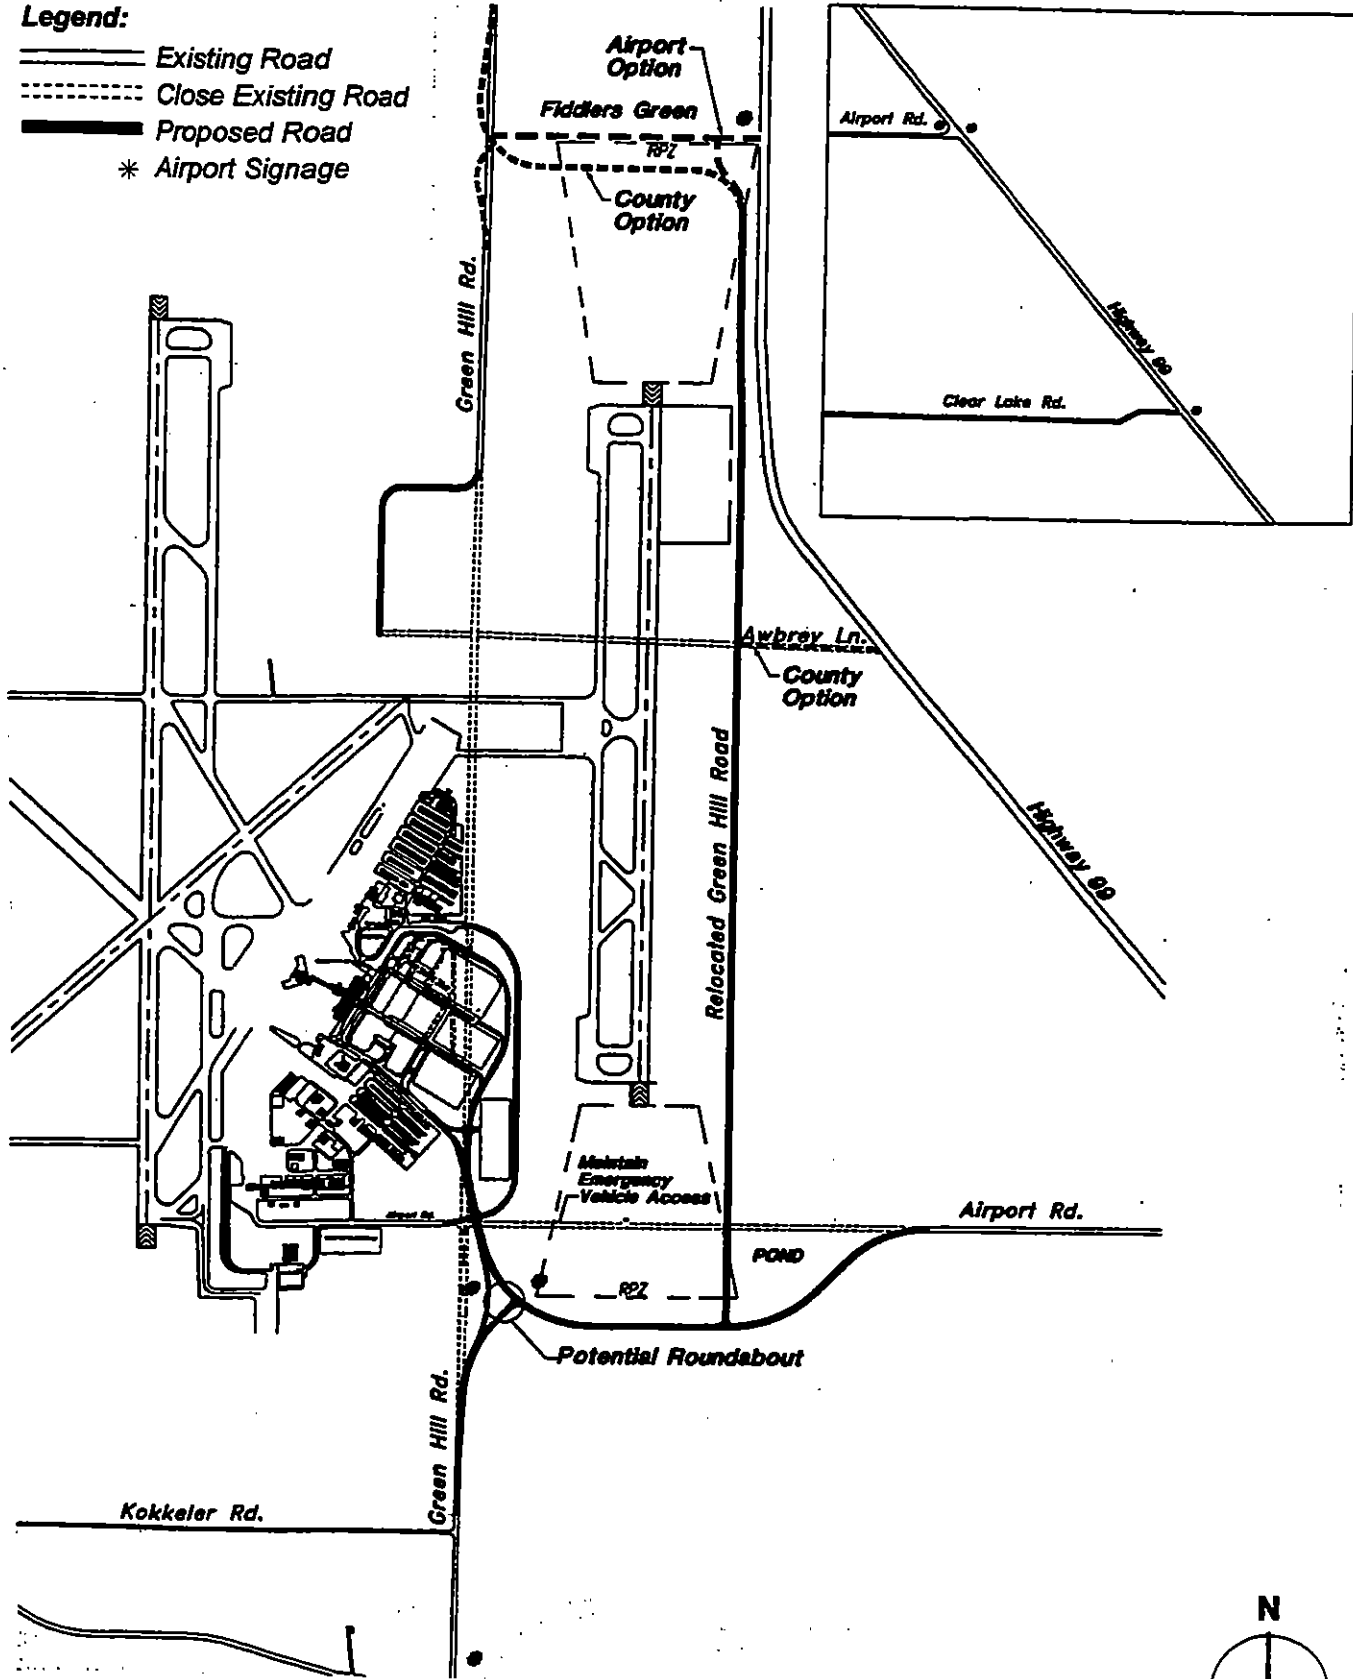 Legend:
Existing Road
Close Existing Road
Proposed Road
* Airport Signage
Airport
Option
Fiddlers Green
RPZ
County
Option
Green Hill Rd.
Airport Rd.
Highway 99
Clear Lake Rd.
Awbrey Ln.
County
Option
Relocated Green Hill Road
Highway 99
Maintain
Emergency
Vehicle Access
Airport Rd.
Airport Rd.
POND
RPZ
Potential Roundabout
Green Hill Rd.
Kokkeler Rd.
N